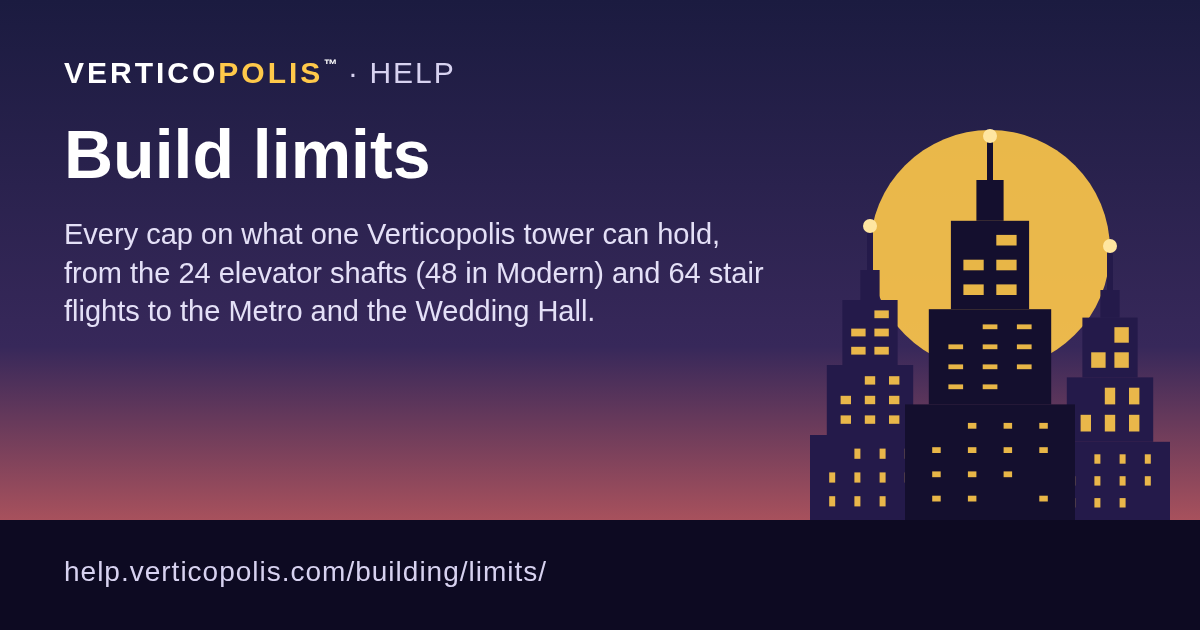 VERTICOPOLIS™ · HELP
Build limits
Every cap on what one Verticopolis tower can hold,
from the 24 elevator shafts (48 in Modern) and 64 stair
flights to the Metro and the Wedding Hall.
help.verticopolis.com/building/limits/